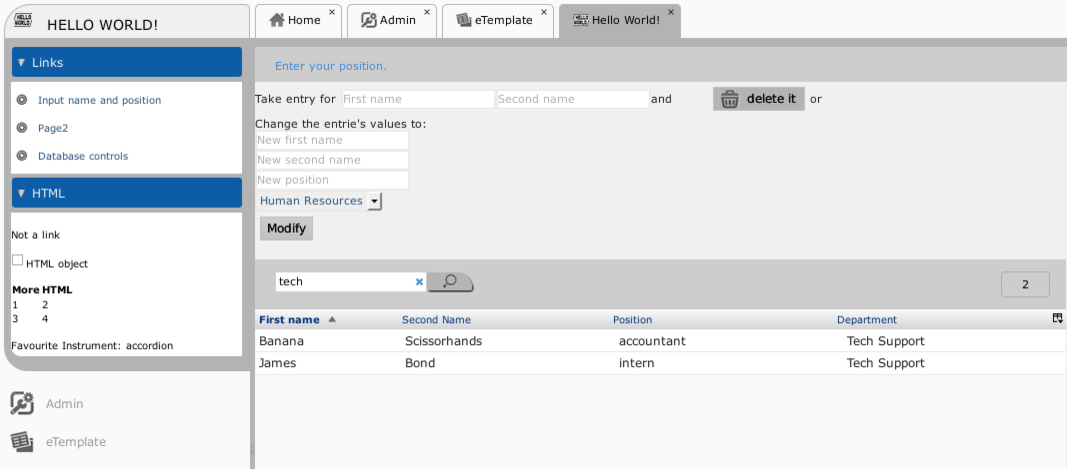 HELLO WORLD!
HELLO WORLD!
Home
Admin
eTemplate
HELLO WORLD!
Hello World!
Links
Input name and position
Page2
Database controls
HTML
Not a link
HTML object
More HTML
1 2
3 4
Favourite Instrument: accordion
Admin
eTemplate
Enter your position.
Take entry for First name Second name and delete it or
Change the entrie's values to:
New first name
New second name
New position
Human Resources
Modify
tech
2
First name Second Name Position Department
Banana Scissorhands accountant Tech Support
James Bond intern Tech Support